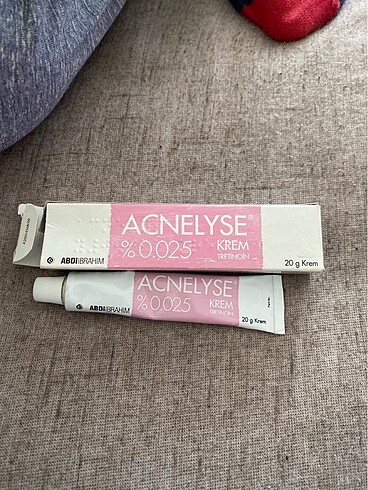 ACNELYSE®
%0.025 KREM
TRETINOIN
ABDİİBRAHİM
20 g Krem
ACNELYSE
%0.025 KREM
TRETINOIN
ABDİİBRAHİM
20 g Krem